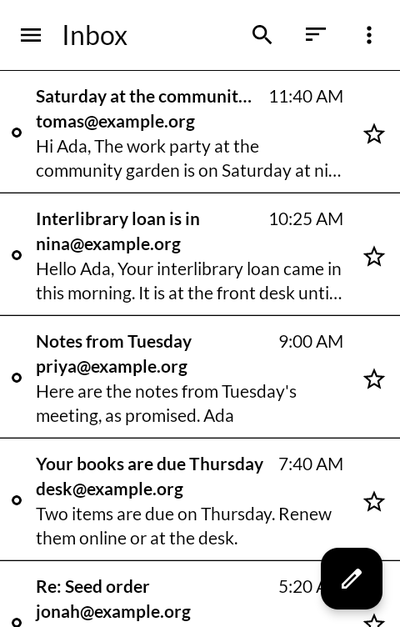 Inbox
Saturday at the communit... 11:40 AM
tomas@example.org
Hi Ada, The work party at the
community garden is on Saturday at ni...
Interlibrary loan is in 10:25 AM
nina@example.org
Hello Ada, Your interlibrary loan came in
this morning. It is at the front desk unti...
Notes from Tuesday 9:00 AM
priya@example.org
Here are the notes from Tuesday's
meeting, as promised. Ada
Your books are due Thursday 7:40 AM
desk@example.org
Two items are due on Thursday. Renew
them online or at the desk.
Re: Seed order 5:20
jonah@example.org